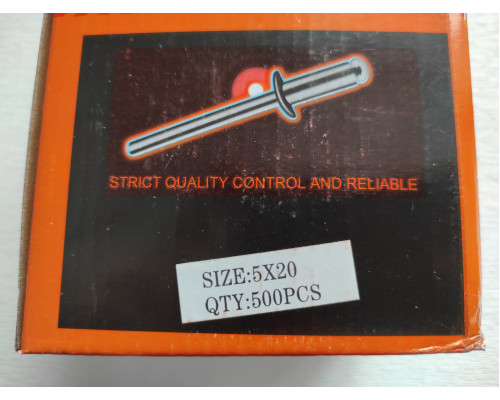 STRICT QUALITY CONTROL AND RELIABLE
SIZE:5X20
QTY:500PCS